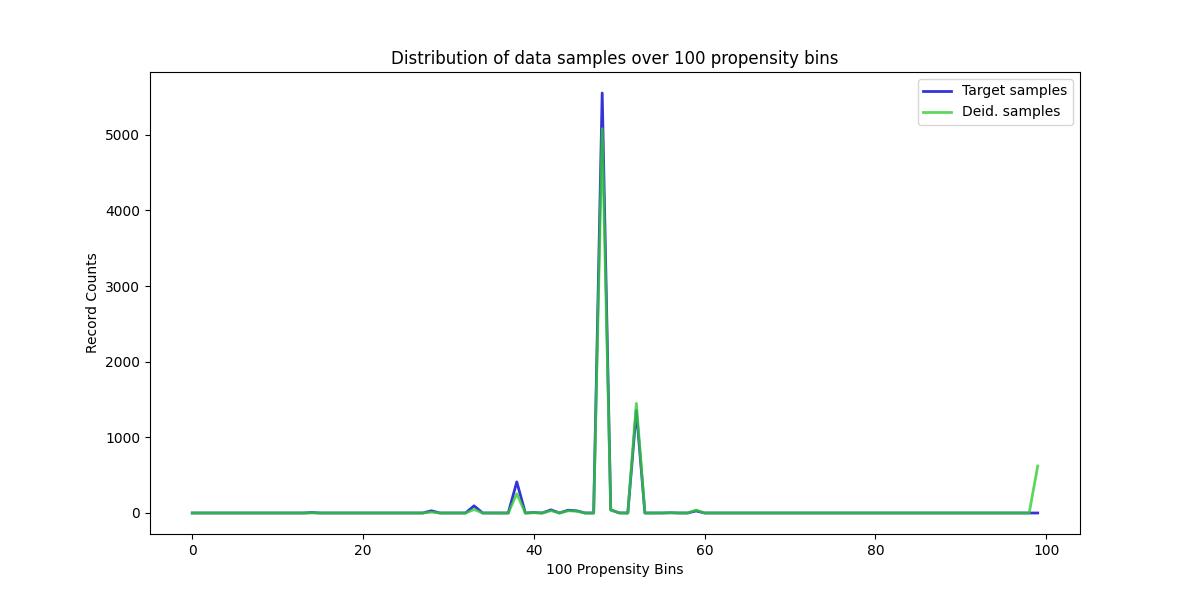 Distribution of data samples over 100 propensity bins
Target samples
Deid. samples
5000
4000
3000
2000
1000
0
Record Counts
0 20 40 60 80 100
100 Propensity Bins